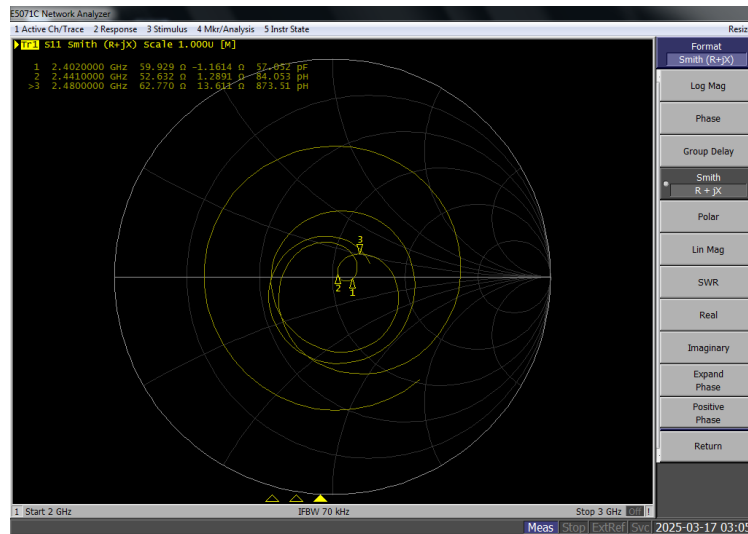 E5071C Network Analyzer
1 Active Ch/Trace 2 Response 3 Stimulus 4 Mkr/Analysis 5 Instr State
Resiz
Tr1 S11 Smith (R+jX) Scale 1.000U [M]
1 2.4020000 GHz 59.929 Ω -1.1614 Ω 57.052 pF
2 2.4410000 GHz 52.632 Ω 1.2891 Ω 84.053 pH
>3 2.4800000 GHz 62.770 Ω 13.611 Ω 873.51 pH
3
2
1
Format
Smith (R+jX)
Log Mag
Phase
Group Delay
Smith
R + jX
Polar
Lin Mag
SWR
Real
Imaginary
Expand
Phase
Positive
Phase
Return
1 Start 2 GHz
IFBW 70 kHz
Stop 3 GHz Off !
Meas Stop ExtRef Svc 2025-03-17 03:05